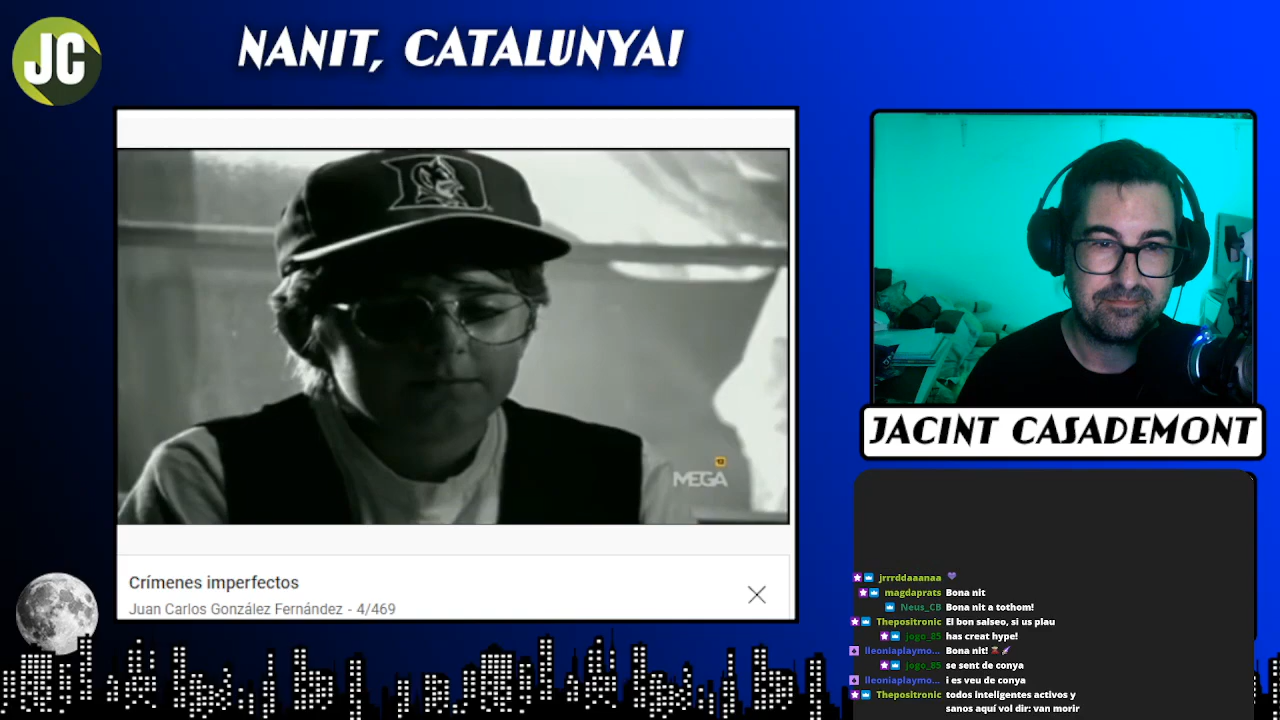 JC
NANIT, CATALUNYA!
12
MEGA
Crímenes imperfectos
Juan Carlos González Fernández - 4/469
JACINT CASADEMONT
jrrrddaaanaa 💜
magdaprats Bona nit
Neus_CB Bona nit a tothom!
Thepositronic El bon salseo, si us plau
jogo_85 has creat hype!
lleoniaplaymo... Bona nit!
jogo_85 se sent de conya
lleoniaplaymo... i es veu de conya
Thepositronic todos inteligentes activos y
sanos aquí vol dir: van morir